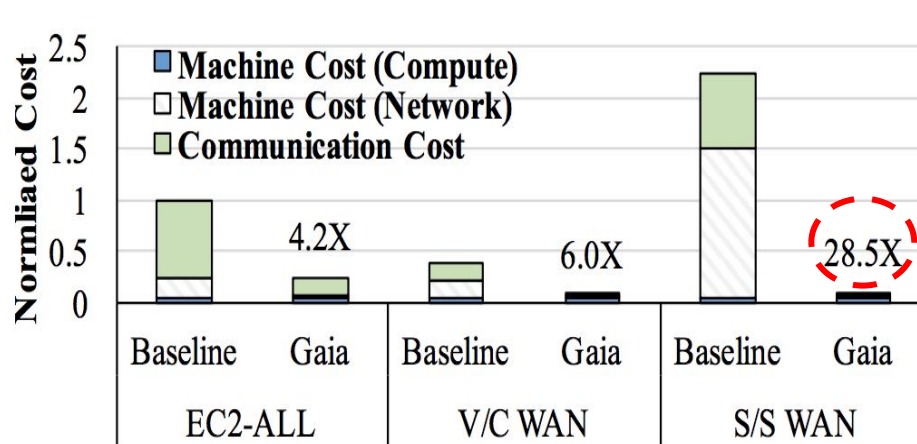 Normliaed Cost
2.5
2
1.5
1
0.5
0
Machine Cost (Compute)
Machine Cost (Network)
Communication Cost
4.2X
6.0X
28.5X
Baseline Gaia Baseline Gaia Baseline Gaia
EC2-ALL V/C WAN S/S WAN